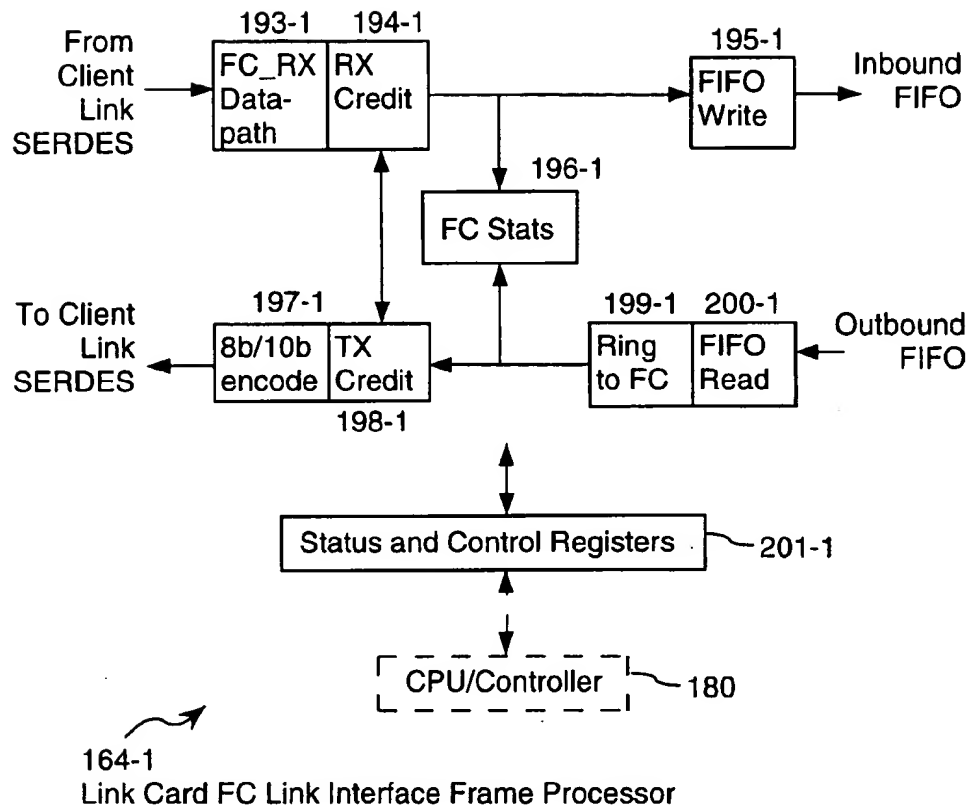 193-1 194-1
From
Client
Link
SERDES
FC_RX
Data-
path
RX
Credit
195-1
FIFO
Write
Inbound
FIFO
196-1
FC Stats
To Client
Link
SERDES
197-1
8b/10b
encode
TX
Credit
198-1
199-1 200-1
Ring
to FC
FIFO
Read
Outbound
FIFO
Status and Control Registers
201-1
CPU/Controller
180
164-1
Link Card FC Link Interface Frame Processor